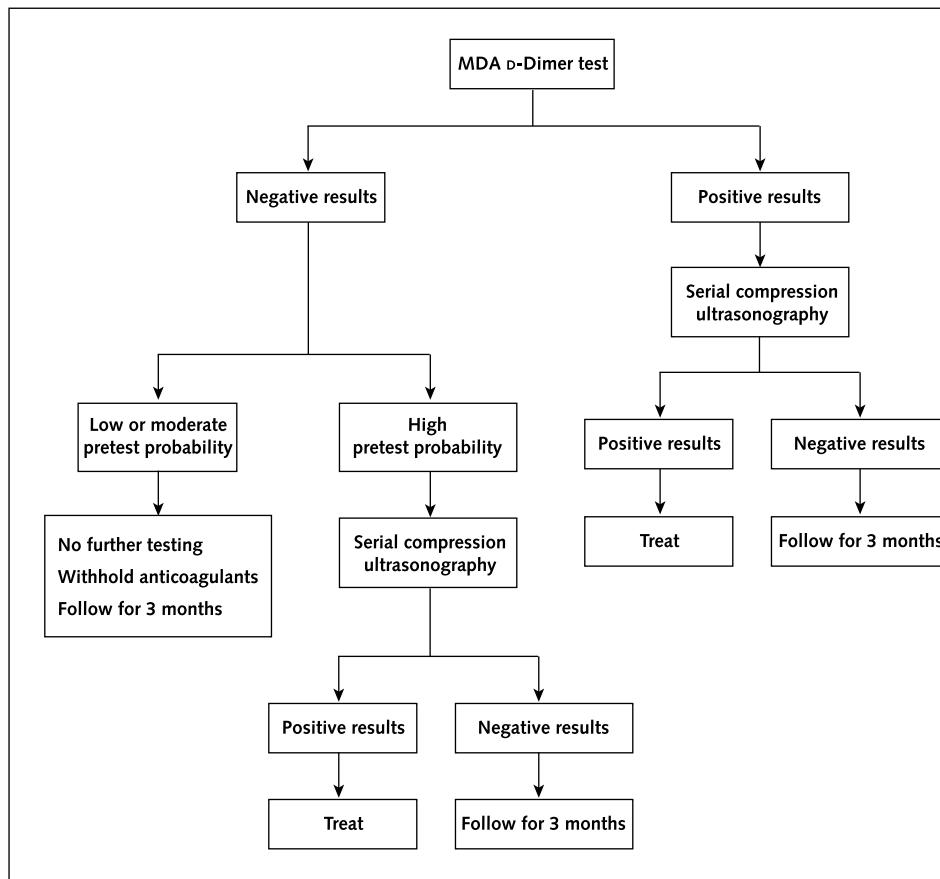 MDA D-Dimer test
Negative results
Positive results
Serial compression
ultrasonography
Low or moderate
pretest probability
High
pretest probability
Positive results
Negative results
No further testing
Withhold anticoagulants
Follow for 3 months
Serial compression
ultrasonography
Treat
Follow for 3 months
Positive results
Negative results
Treat
Follow for 3 months